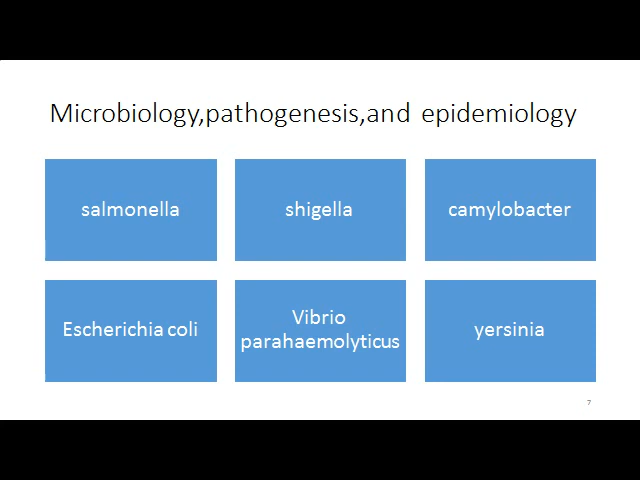 Microbiology,pathogenesis,and epidemiology
salmonella
shigella
camylobacter
Escherichia coli
Vibrio
parahaemolyticus
yersinia
7